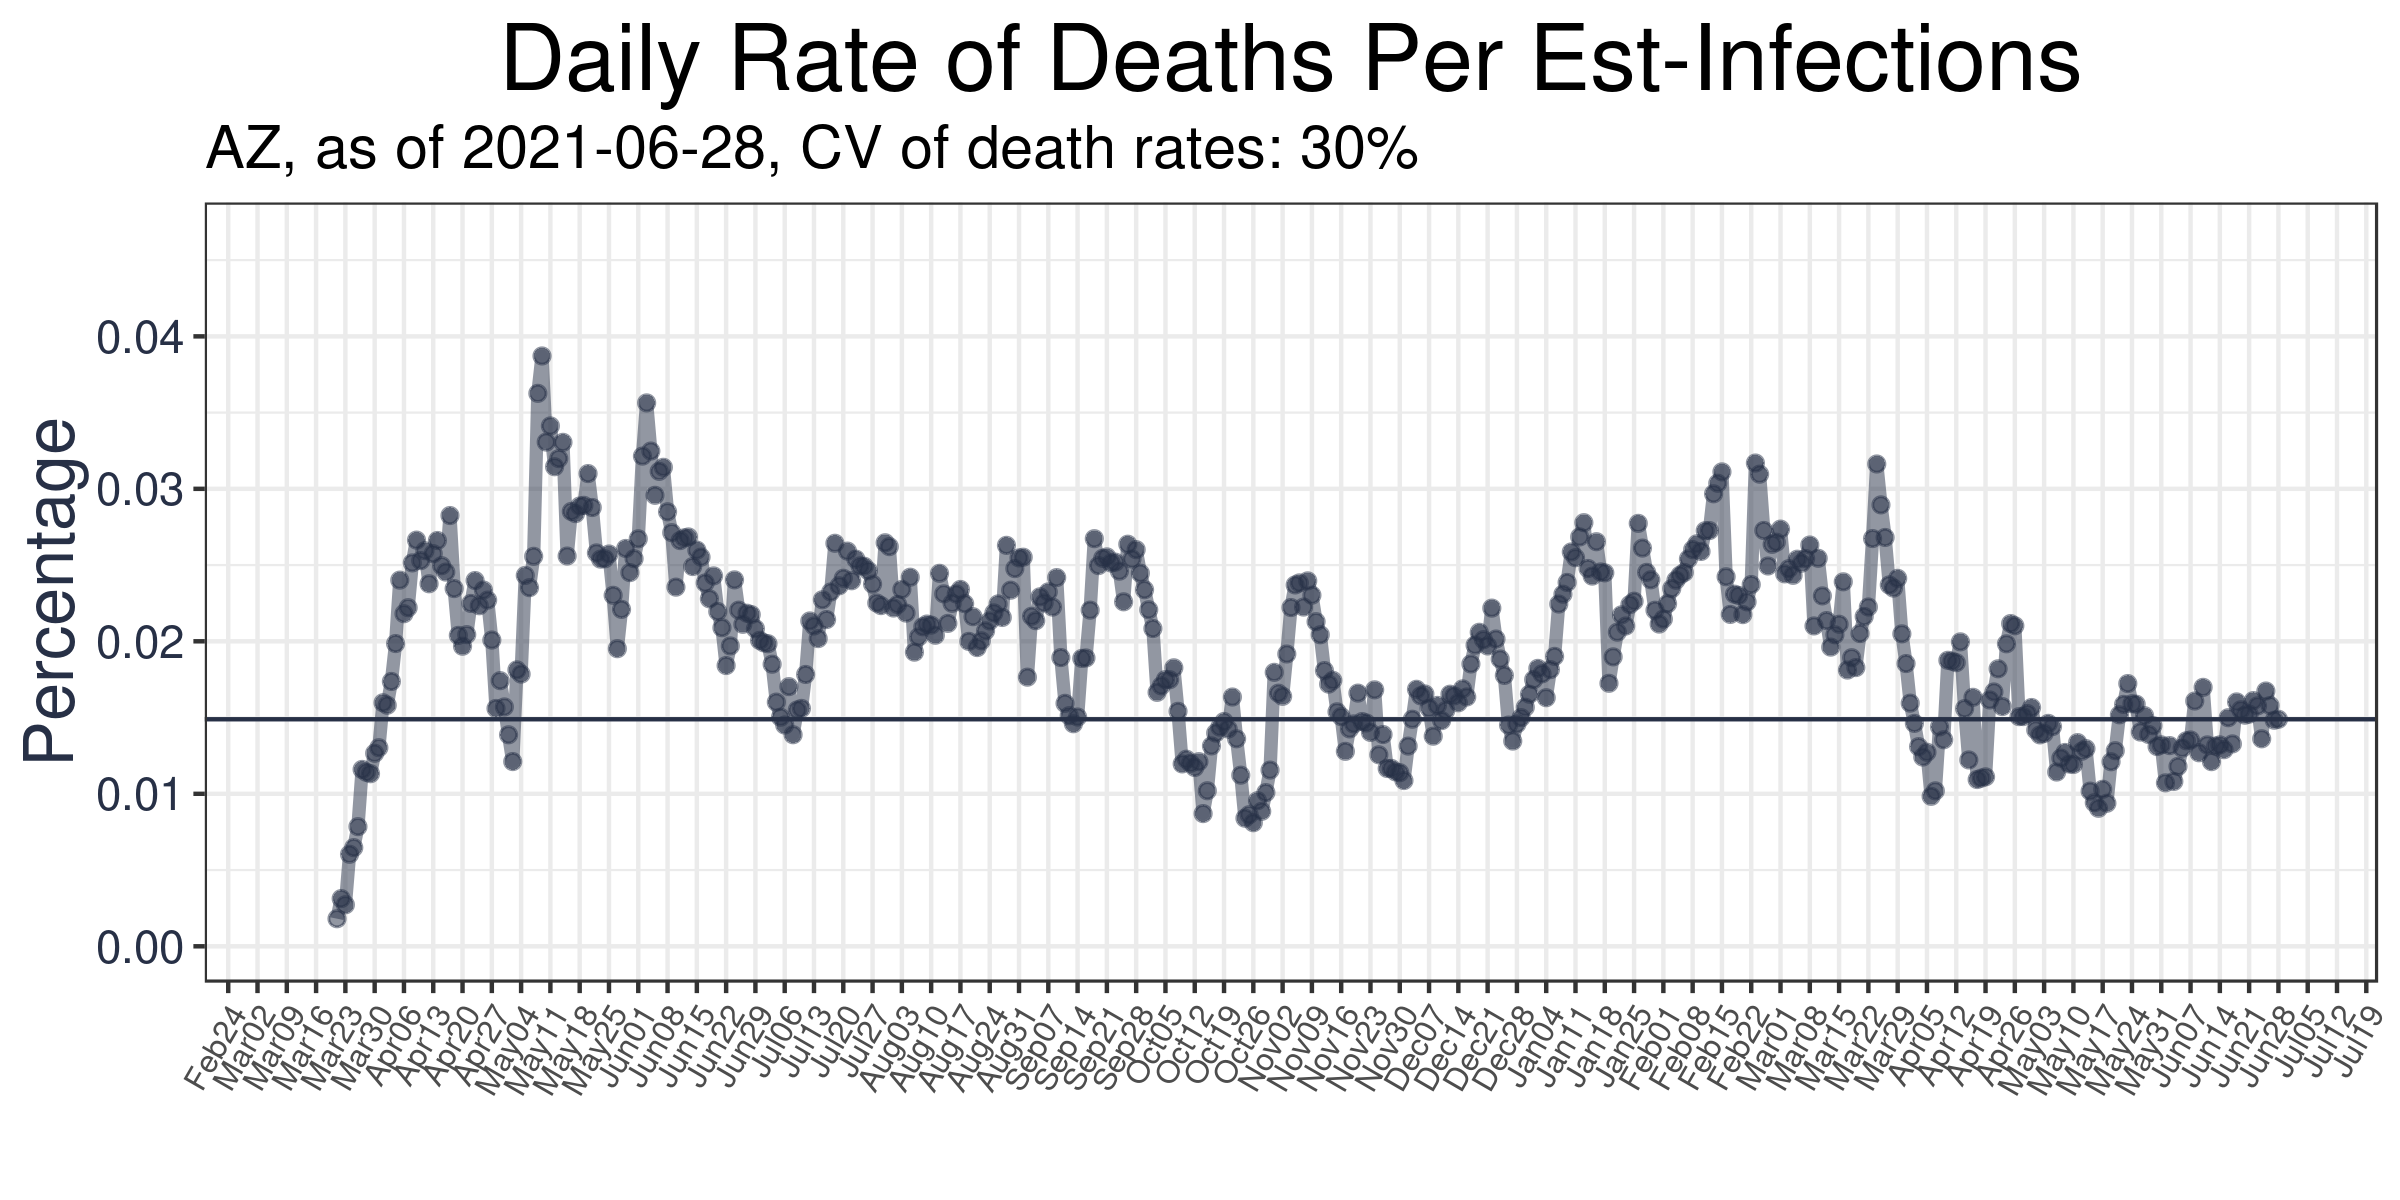 Daily Rate of Deaths Per Est-Infections
AZ, as of 2021-06-28, CV of death rates: 30%
Percentage
0.04
0.03
0.02
0.01
0.00
Feb24
Mar02
Mar09
Mar16
Mar23
Mar30
Apr06
Apr13
Apr20
Apr27
May04
May11
May18
May25
Jun01
Jun08
Jun15
Jun22
Jun29
Jul06
Jul13
Jul20
Jul27
Aug03
Aug10
Aug17
Aug24
Aug31
Sep07
Sep14
Sep21
Sep28
Oct05
Oct12
Oct19
Oct26
Nov02
Nov09
Nov16
Nov23
Nov30
Dec07
Dec14
Dec21
Dec28
Jan04
Jan11
Jan18
Jan25
Feb01
Feb08
Feb15
Feb22
Mar01
Mar08
Mar15
Mar22
Mar29
Apr05
Apr12
Apr19
Apr26
May03
May10
May17
May24
May31
Jun07
Jun14
Jun21
Jun28
Jul05
Jul12
Jul19